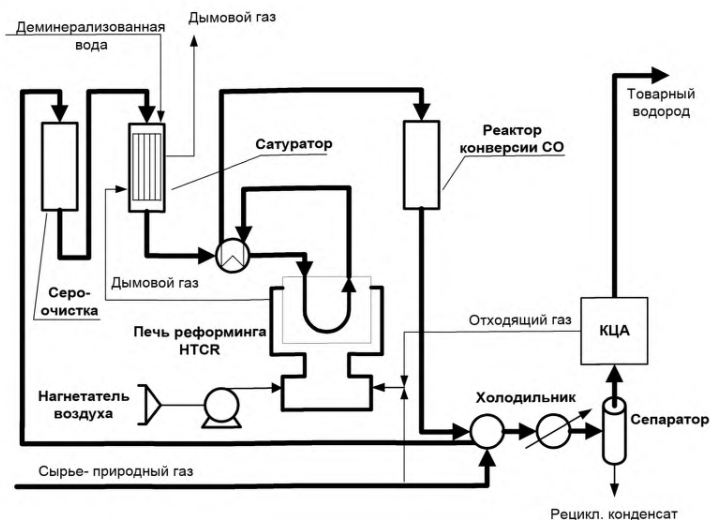 Деминерализованная
вода
Дымовой газ
Товарный
водород
Реактор
конверсии СО
Сатуратор
Дымовой газ
Серо-
очистка
Печь реформинга
HTCR
Отходящий газ
КЦА
Нагнетатель
воздуха
Холодильник
Сепаратор
Сырье- природный газ
Рецикл. конденсат